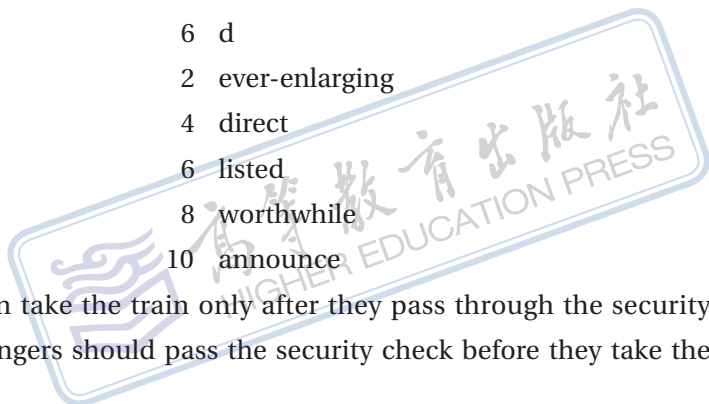 6 d
2 ever-enlarging
4 direct
6 listed
8 worthwhile
10 announce
n take the train only after they pass through the security
ngers should pass the security check before they take the
高等教育出版社
HIGHER EDUCATION PRESS